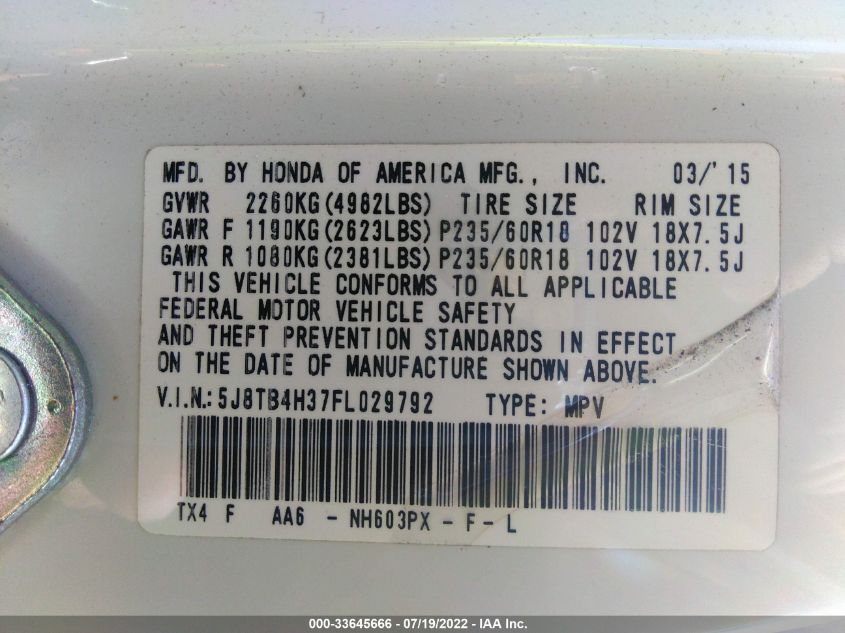 MFD. BY HONDA OF AMERICA MFG., INC. 03/'15
GVWR 2260KG(4982LBS) TIRE SIZE RIM SIZE
GAWR F 1190KG(2623LBS) P235/60R18 102V 18X7.5J
GAWR R 1080KG(2381LBS) P235/60R18 102V 18X7.5J
THIS VEHICLE CONFORMS TO ALL APPLICABLE
FEDERAL MOTOR VEHICLE SAFETY
AND THEFT PREVENTION STANDARDS IN EFFECT
ON THE DATE OF MANUFACTURE SHOWN ABOVE.
V.I.N.: 5J8TB4H37FL029792 TYPE: MPV
TX4 F AA6 - NH603PX - F - L
000-33645666 - 07/19/2022 - IAA Inc.